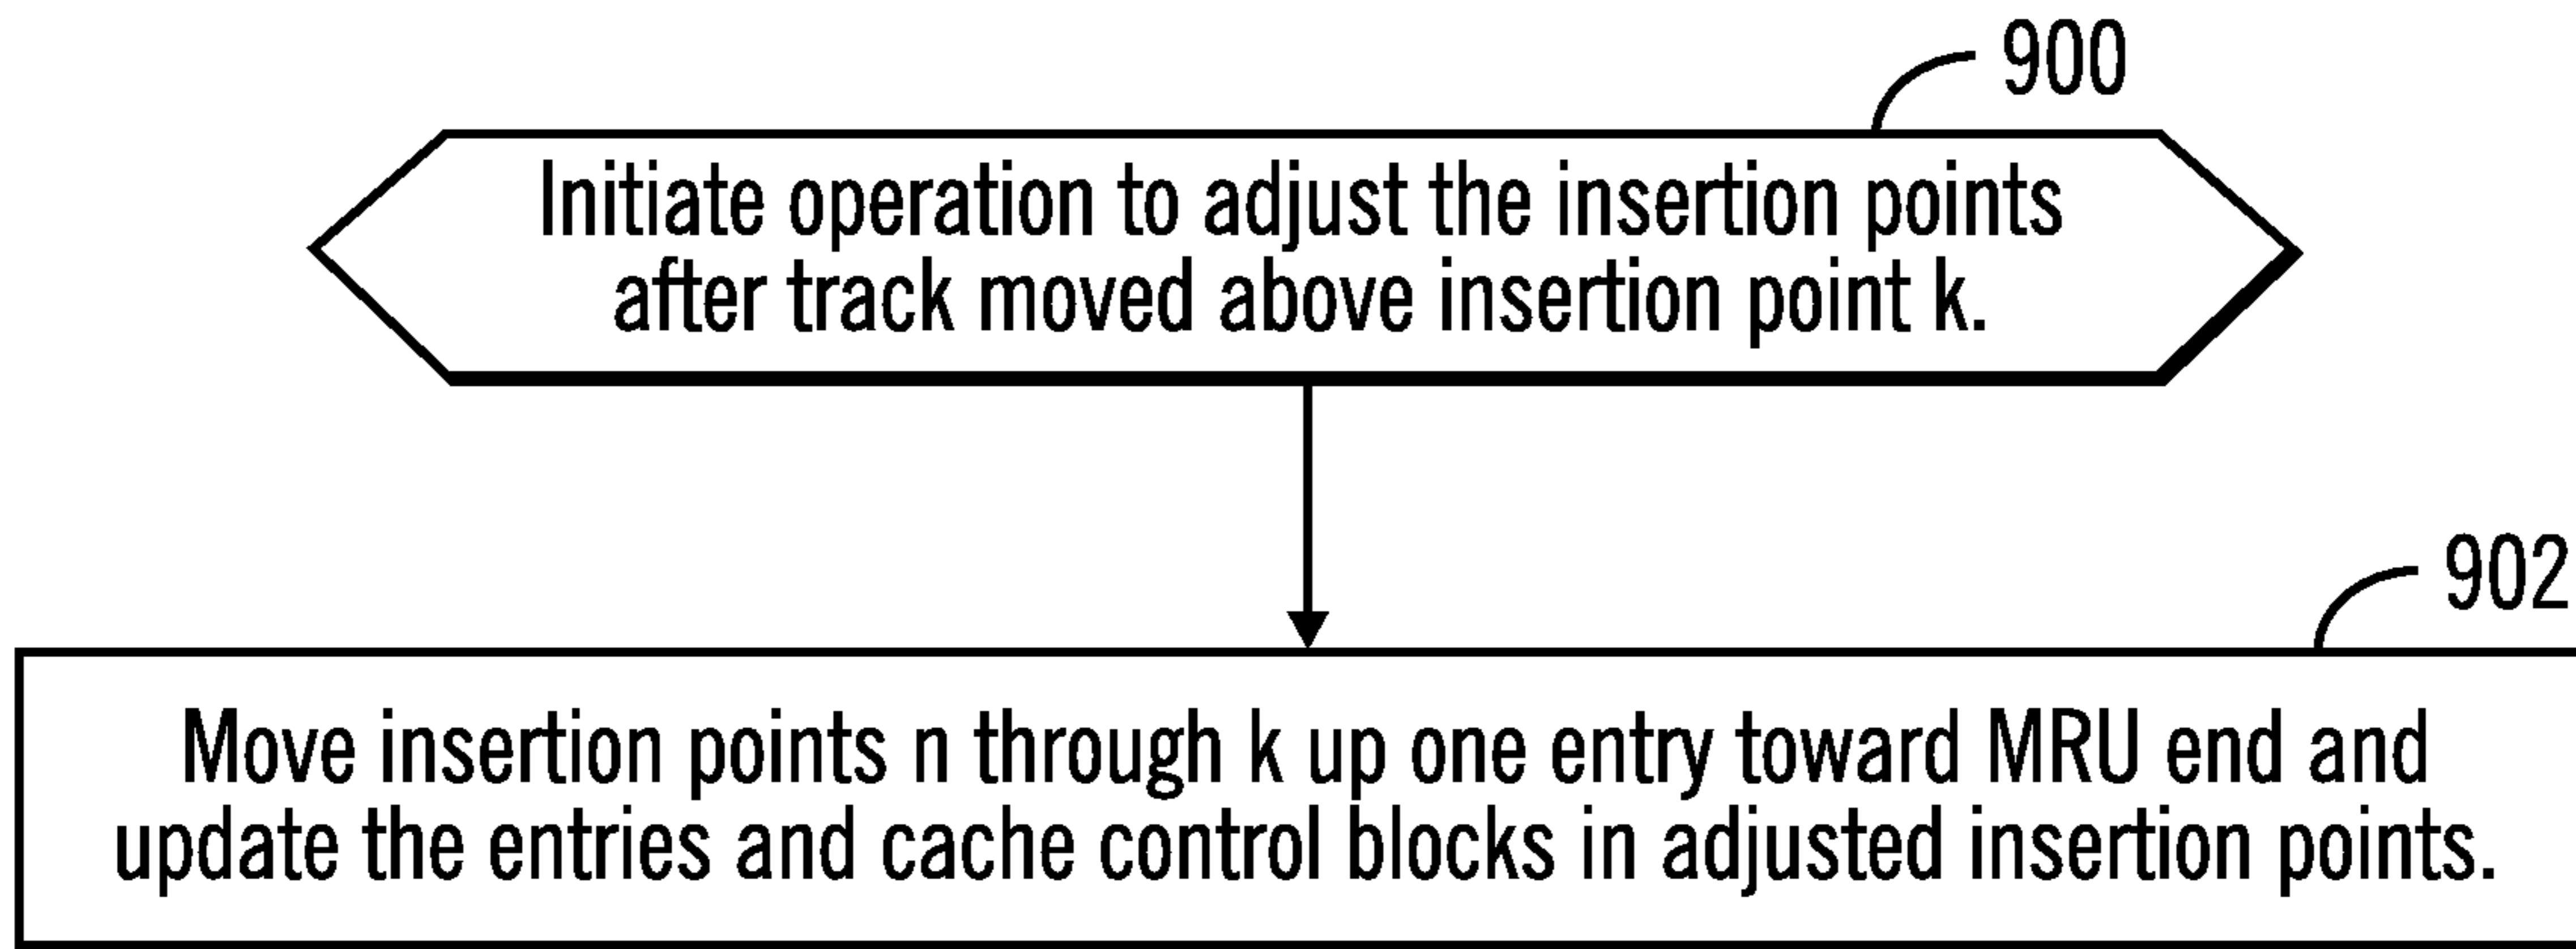 900
Initiate operation to adjust the insertion points
after track moved above insertion point k.
902
Move insertion points n through k up one entry toward MRU end and
update the entries and cache control blocks in adjusted insertion points.